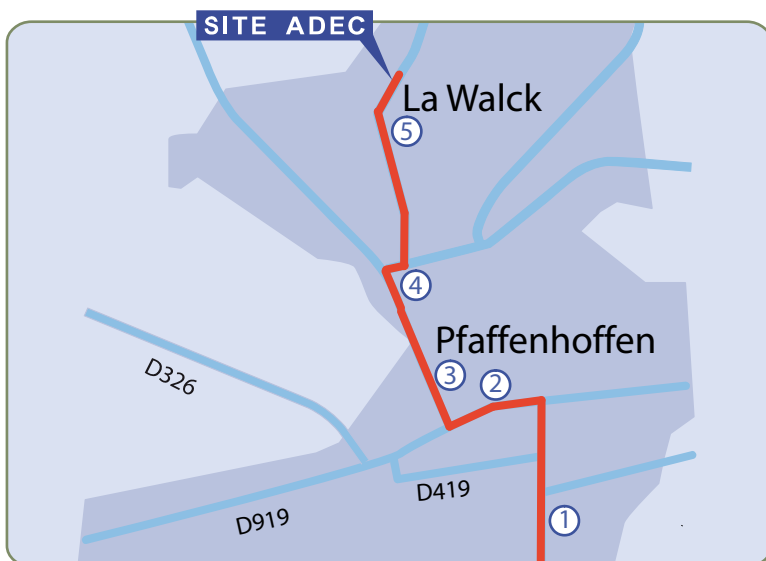 SITE ADEC
La Walck
5
4
Pfaffenhoffen
3
2
D326
D419
D919
1